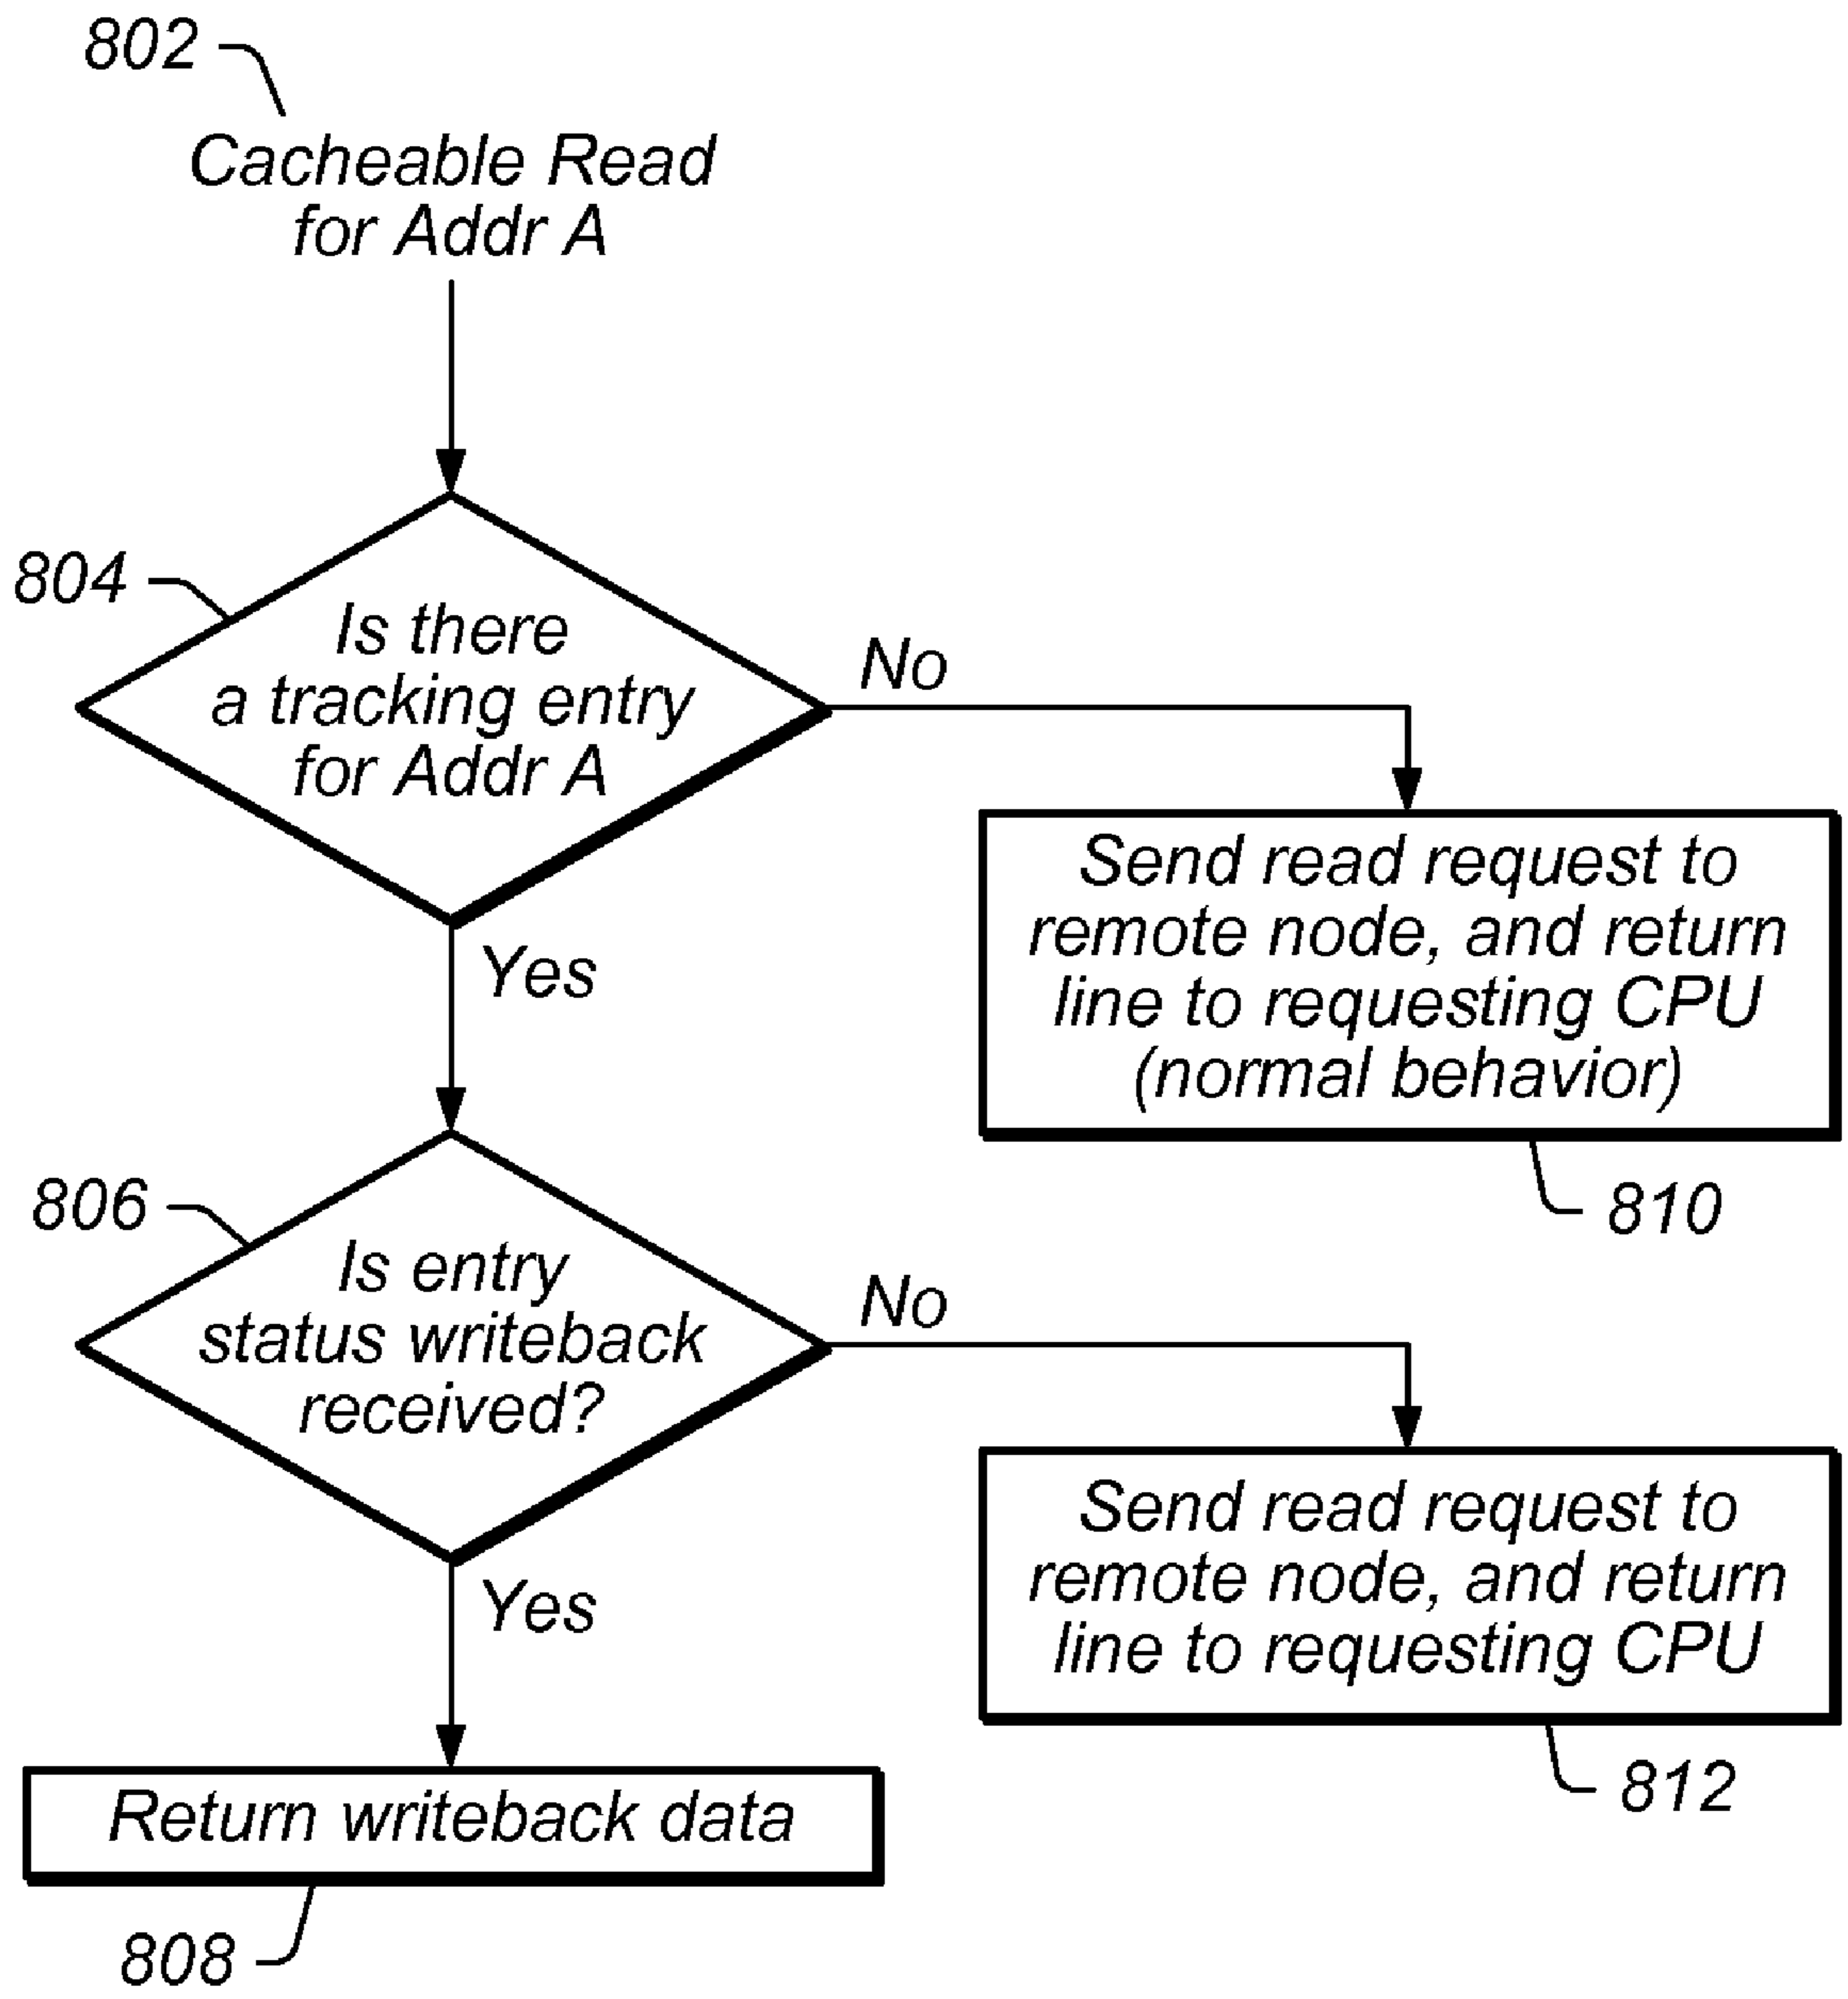 802
Cacheable Read
for Addr A
804
Is there
a tracking entry
for Addr A
No
Yes
Send read request to
remote node, and return
line to requesting CPU
(normal behavior)
810
806
Is entry
status writeback
received?
No
Yes
Send read request to
remote node, and return
line to requesting CPU
812
Return writeback data
808